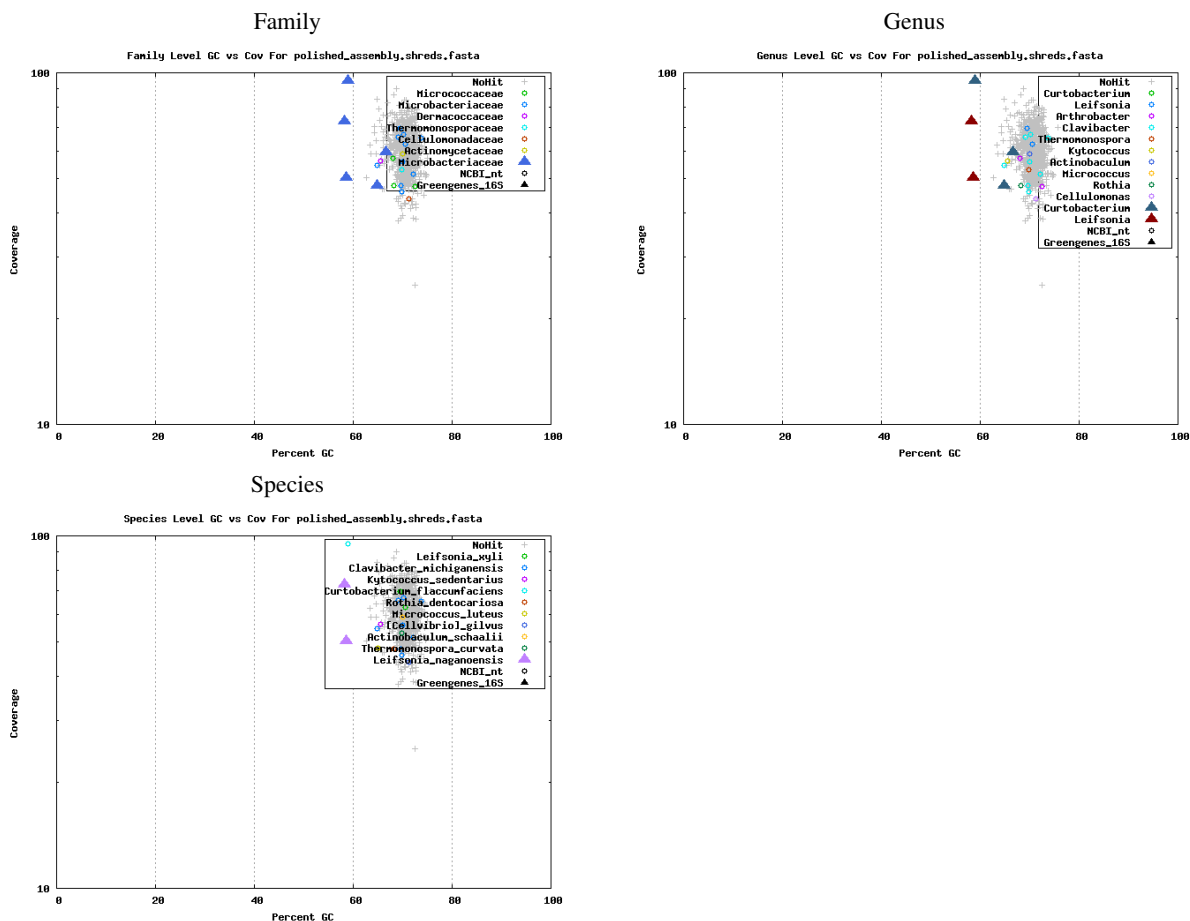 Family
Family Level GC vs Cov For polished_assembly.shreds.fasta
100
NoHit
Micrococcaceae
Microbacteriaceae
Dermacoccaceae
Thermomonosporaceae
Cellulomonadaceae
Actinomycetaceae
Microbacteriaceae
NCBI_nt
Greengenes_16S
Coverage
10
0 20 40 60 80 100
Percent GC
Genus
Genus Level GC vs Cov For polished_assembly.shreds.fasta
100
NoHit
Curtobacterium
Leifsonia
Arthrobacter
Clavibacter
Thermomonospora
Kytococcus
Actinobaculum
Micrococcus
Rothia
Cellulomonas
Curtobacterium
Leifsonia
NCBI_nt
Greengenes_16S
Coverage
10
0 20 40 60 80 100
Percent GC
Species
Species Level GC vs Cov For polished_assembly.shreds.fasta
100
NoHit
Leifsonia_xyli
Clavibacter_michiganensis
Kytococcus_sedentarius
Curtobacterium_flaccumfaciens
Rothia_dentocariosa
Micrococcus_luteus
[Cellvibrio]_gilvus
Actinobaculum_schaalii
Thermomonospora_curvata
Leifsonia_naganoensis
NCBI_nt
Greengenes_16S
Coverage
10
0 20 40 60 80 100
Percent GC